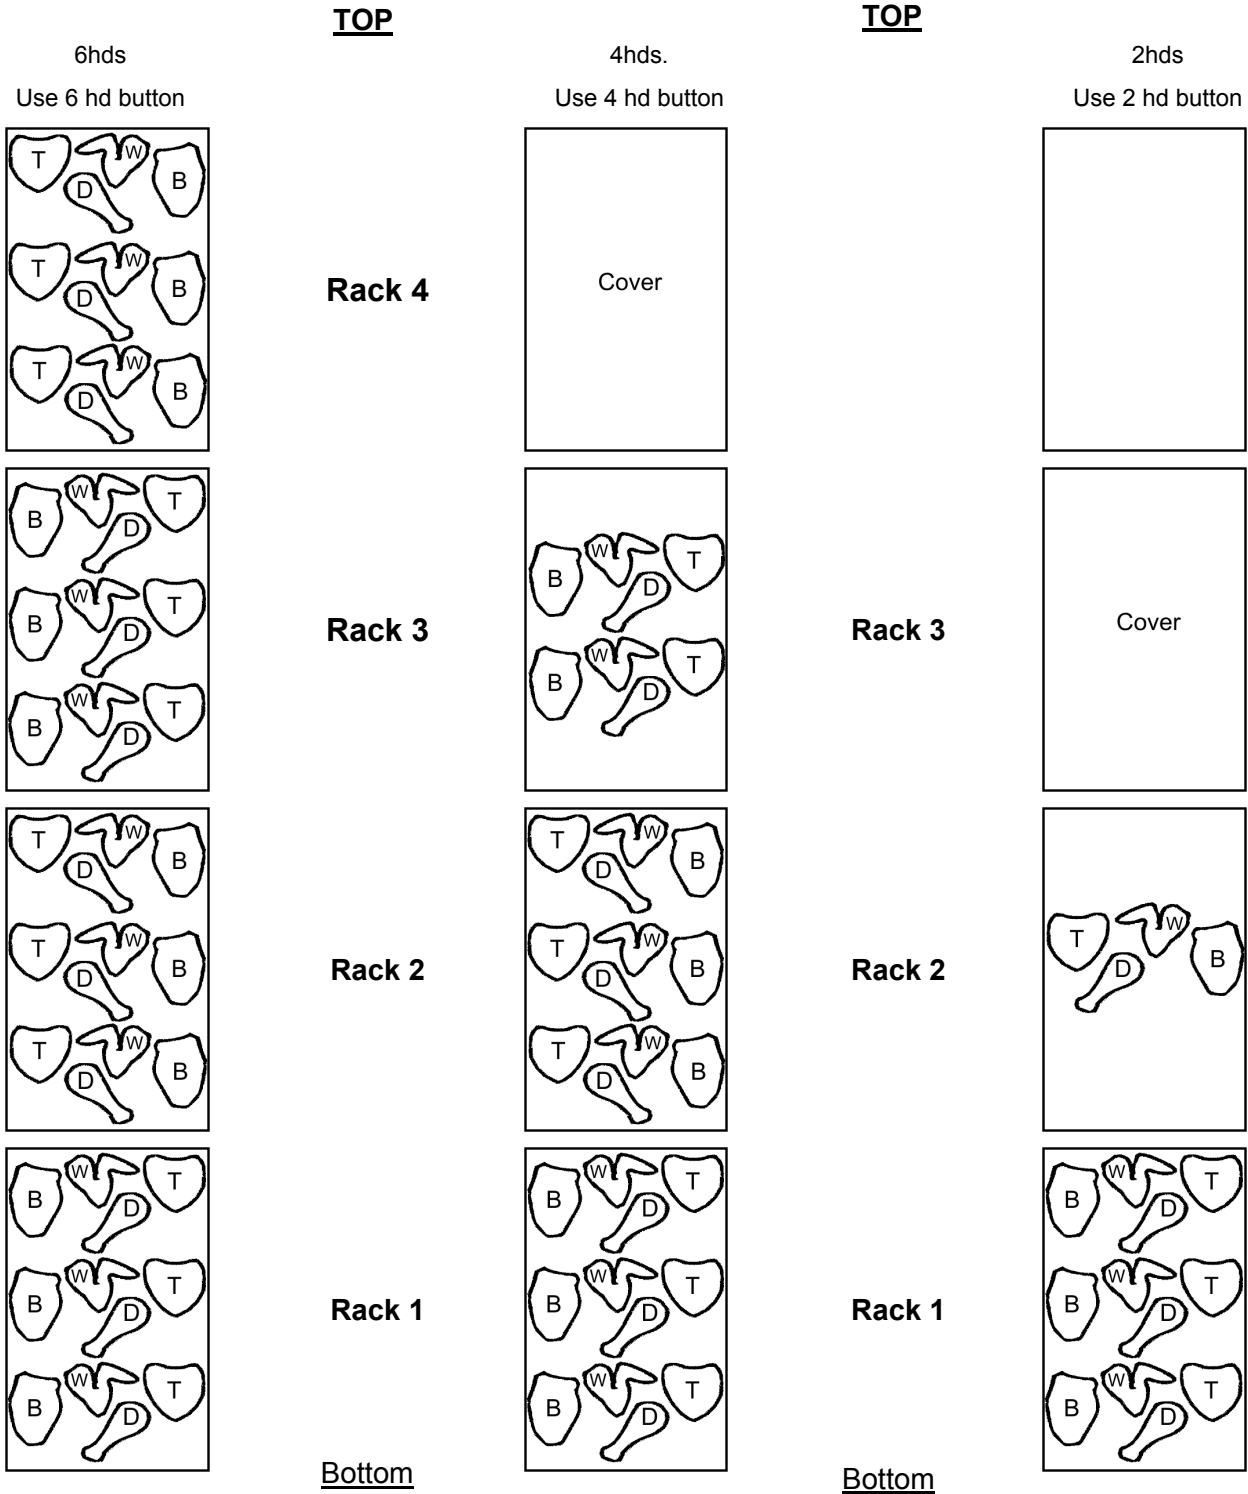 TOP TOP
6hds 4hds. 2hds
Use 6 hd button Use 4 hd button Use 2 hd button
T W B
D
T W B
D
T W B
D
Rack 4
Cover
B W T
D
B W T
D
B W T
D
Rack 3
B W T
D
B W T
D
Rack 3
Cover
T W B
D
T W B
D
T W B
D
Rack 2
T W B
D
T W B
D
T W B
D
Rack 2
T W B
D
B W T
D
B W T
D
B W T
D
Rack 1
B W T
D
B W T
D
B W T
D
Rack 1
B W T
D
B W T
D
B W T
D
Bottom Bottom